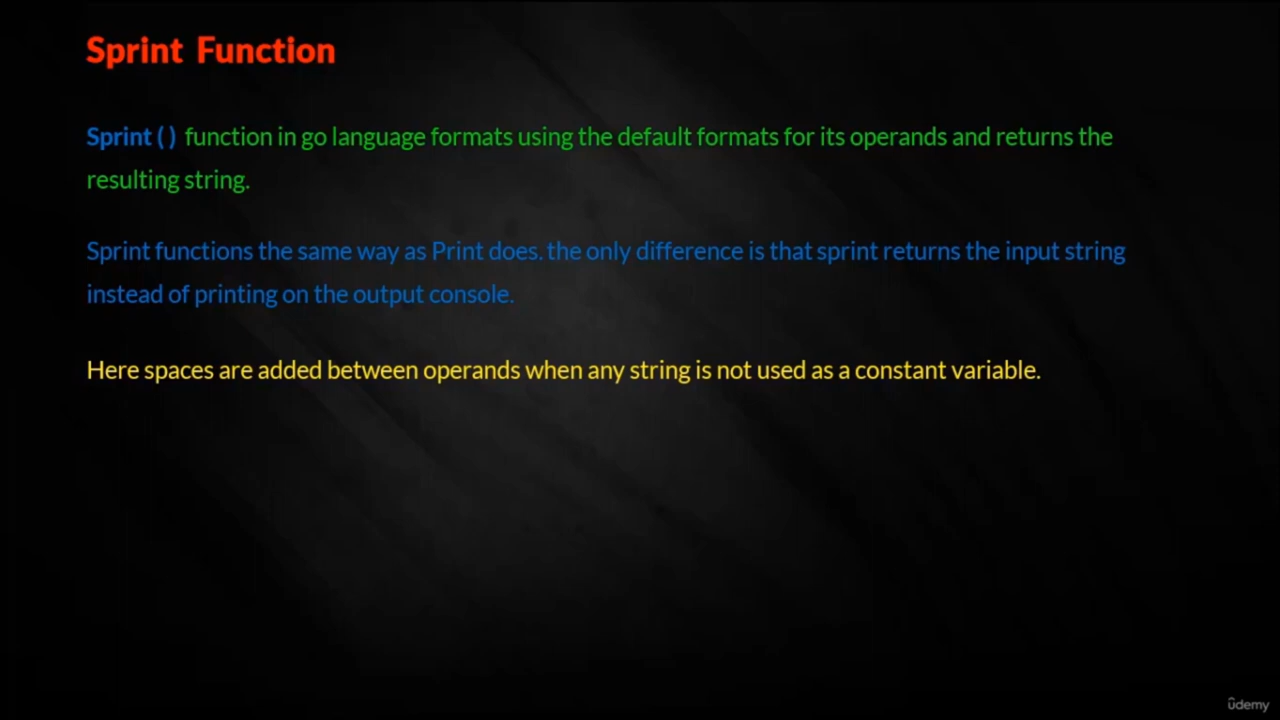 Sprint Function
Sprint ( ) function in go language formats using the default formats for its operands and returns the
resulting string.
Sprint functions the same way as Print does. the only difference is that sprint returns the input string
instead of printing on the output console.
Here spaces are added between operands when any string is not used as a constant variable.
ûdemy